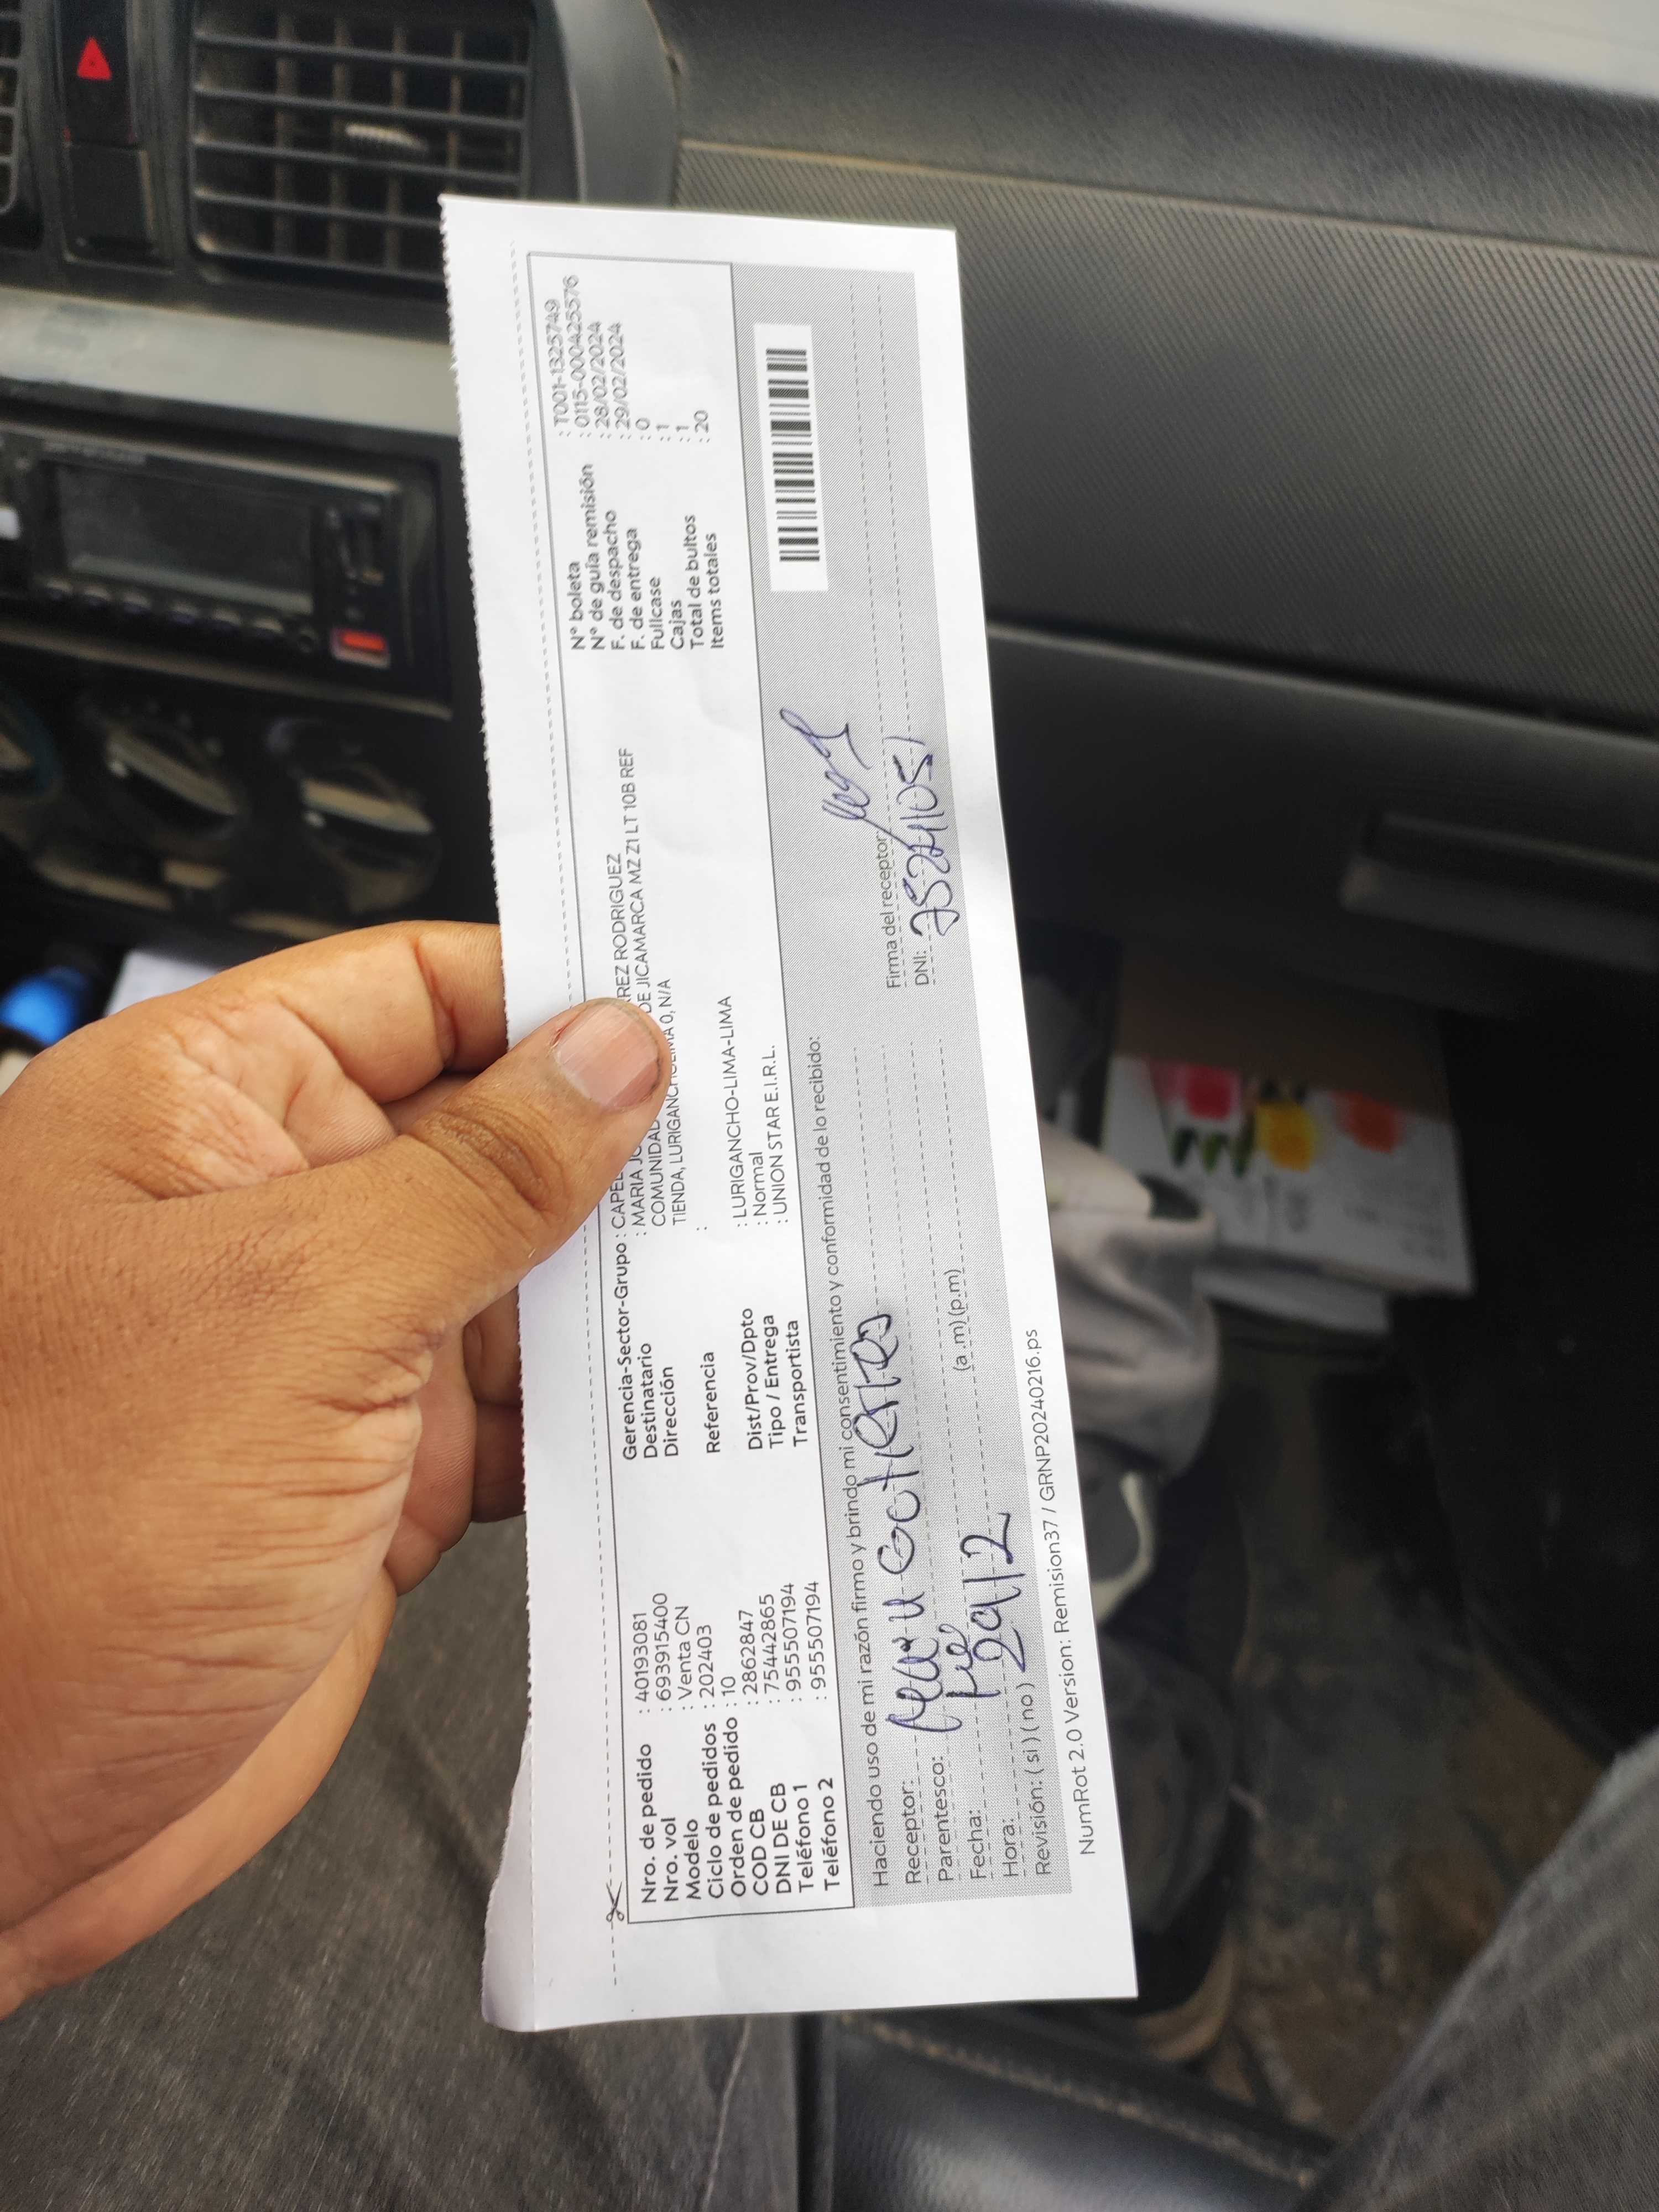 Nro. de pedido : 40193081
Nro. vol : 693915400
Modelo : Venta CN
Ciclo de pedidos : 202403
Orden de pedido : 10
COD CB : 2862847
DNI DE CB : 75442865
Teléfono 1 : 955507194
Teléfono 2 : 955507194
Gerencia-Sector-Grupo :
Destinatario : MARIA REZ RODRIGUEZ
Dirección : COMUNIDAD DE JICAMARCA MZ Z1 LT 10B REF
TIENDA, 0, N/A
Referencia :
Dist/Prov/Dpto : LURIGANCHO-LIMA-LIMA
Tipo / Entrega : Normal
Transportista : UNION STAR E.I.R.L.
N° boleta : T001-1325749
N° de guía remisión : 0115-000425576
F. de despacho : 28/02/2024
F. de entrega : 29/02/2024
Fullcase : 0
Cajas : 1
Total de bultos : 1
Items totales : 20
Haciendo uso de mi razón firmo y brindo mi consentimiento y conformidad de lo recibido:
Receptor:
Parentesco:
Fecha: 29/2
Hora: (a .m) (p.m)
Revisión: ( si ) ( no )
Firma del receptor:
DNI:
NumRot 2.0 Version: Remision37 / GRNP20240216.ps